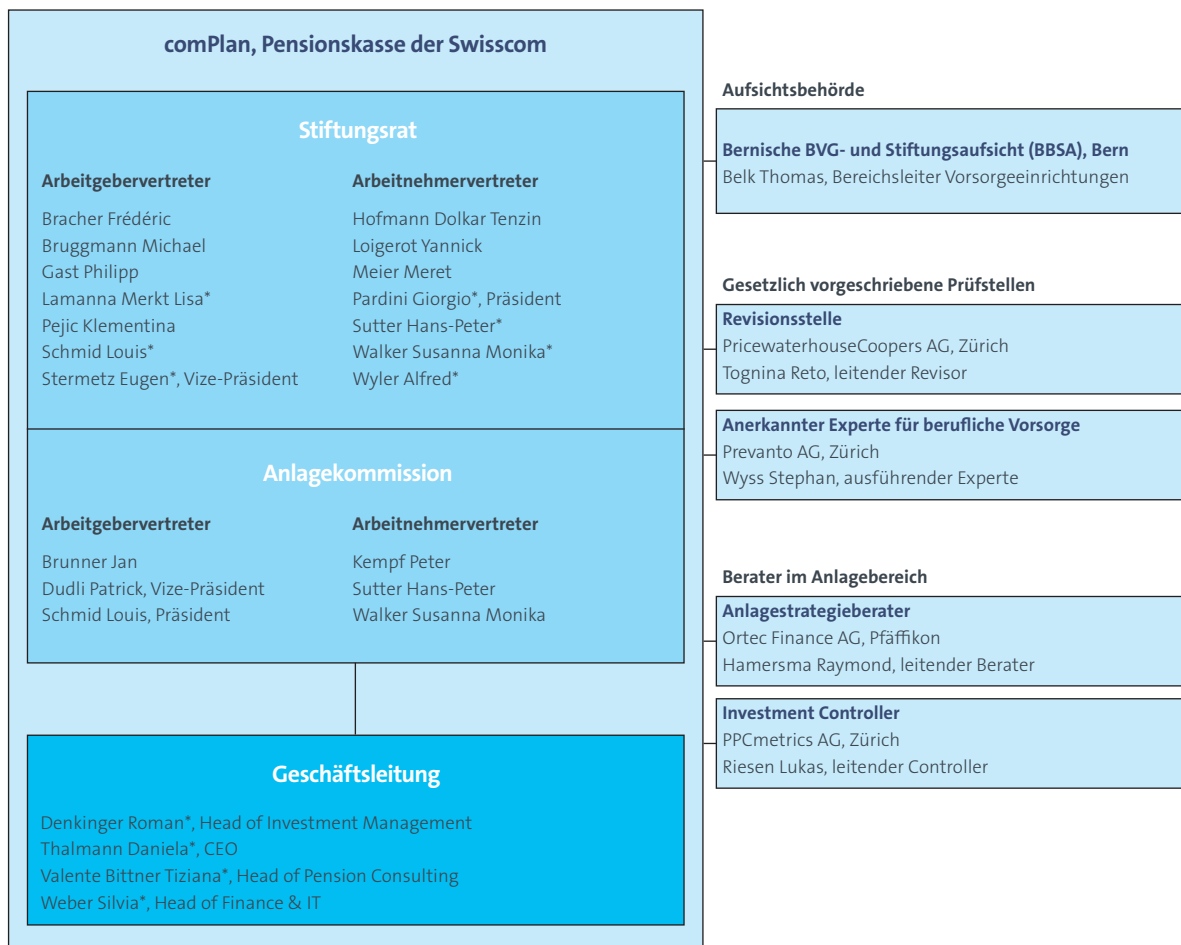 comPlan, Pensionskasse der Swisscom
Stiftungsrat
Arbeitgebervertreter
Bracher Frédéric
Bruggmann Michael
Gast Philipp
Lamanna Merkt Lisa*
Pejic Klementina
Schmid Louis*
Stermetz Eugen*, Vize-Präsident
Arbeitnehmervertreter
Hofmann Dolkar Tenzin
Loigerot Yannick
Meier Meret
Pardini Giorgio*, Präsident
Sutter Hans-Peter*
Walker Susanna Monika*
Wyler Alfred*
Anlagekommission
Arbeitgebervertreter
Brunner Jan
Dudli Patrick, Vize-Präsident
Schmid Louis, Präsident
Arbeitnehmervertreter
Kempf Peter
Sutter Hans-Peter
Walker Susanna Monika
Geschäftsleitung
Denkinger Roman*, Head of Investment Management
Thalmann Daniela*, CEO
Valente Bittner Tiziana*, Head of Pension Consulting
Weber Silvia*, Head of Finance & IT
Aufsichtsbehörde
Bernische BVG- und Stiftungsaufsicht (BBSA), Bern
Belk Thomas, Bereichsleiter Vorsorgeeinrichtungen
Gesetzlich vorgeschriebene Prüfstellen
Revisionsstelle
PricewaterhouseCoopers AG, Zürich
Tognina Reto, leitender Revisor
Anerkannter Experte für berufliche Vorsorge
Prevanto AG, Zürich
Wyss Stephan, ausführender Experte
Berater im Anlagebereich
Anlagestrategieberater
Ortec Finance AG, Pfäffikon
Hamersma Raymond, leitender Berater
Investment Controller
PPCmetrics AG, Zürich
Riesen Lukas, leitender Controller